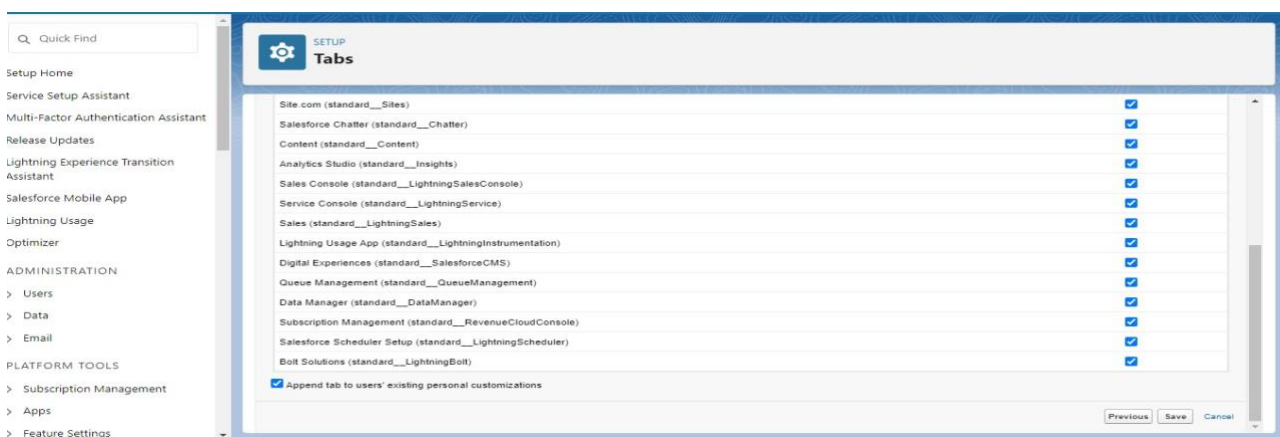 Quick Find
Setup Home
Service Setup Assistant
Multi-Factor Authentication Assistant
Release Updates
Lightning Experience Transition
Assistant
Salesforce Mobile App
Lightning Usage
Optimizer
ADMINISTRATION
> Users
> Data
> Email
PLATFORM TOOLS
> Subscription Management
> Apps
> Feature Settings
SETUP
Tabs
Site.com (standard__Sites)
Salesforce Chatter (standard__Chatter)
Content (standard__Content)
Analytics Studio (standard__Insights)
Sales Console (standard__LightningSalesConsole)
Service Console (standard__LightningService)
Sales (standard__LightningSales)
Lightning Usage App (standard__LightningInstrumentation)
Digital Experiences (standard__SalesforceCMS)
Queue Management (standard__QueueManagement)
Data Manager (standard__DataManager)
Subscription Management (standard__RevenueCloudConsole)
Salesforce Scheduler Setup (standard__LightningScheduler)
Bolt Solutions (standard__LightningBolt)
Append tab to users' existing personal customizations
Previous Save Cancel